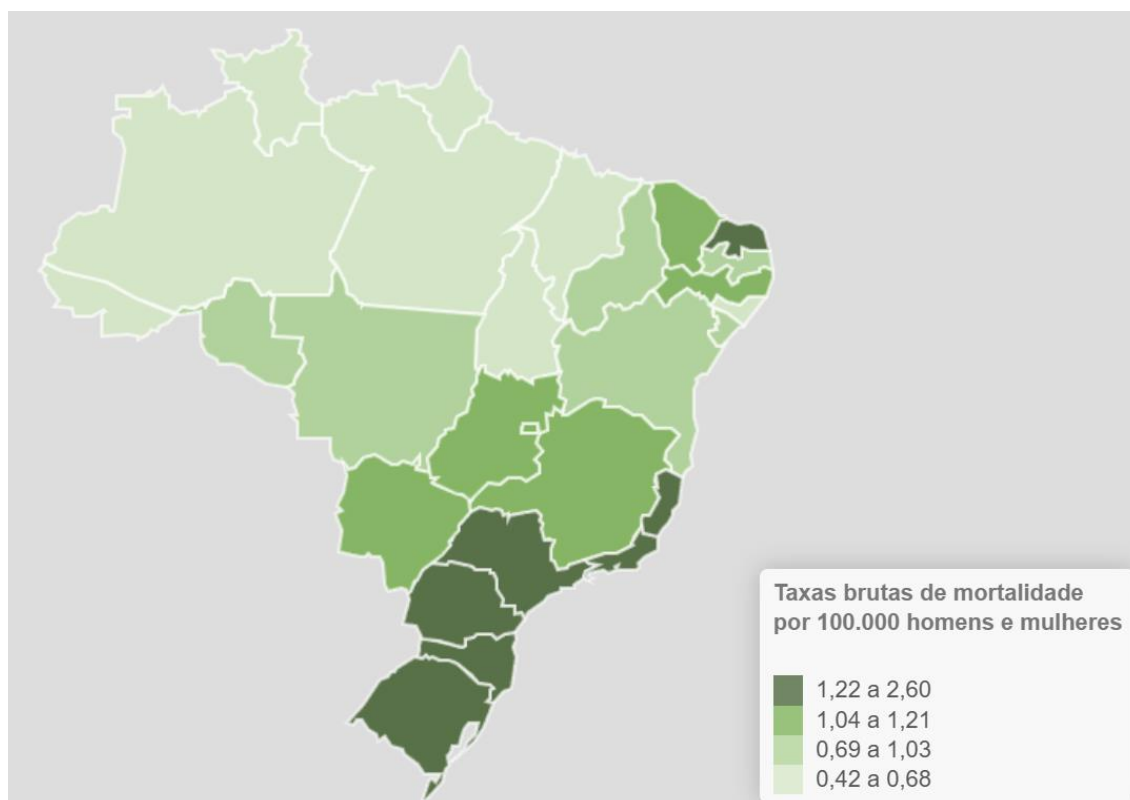 Taxas brutas de mortalidade
por 100.000 homens e mulheres
1,22 a 2,60
1,04 a 1,21
0,69 a 1,03
0,42 a 0,68